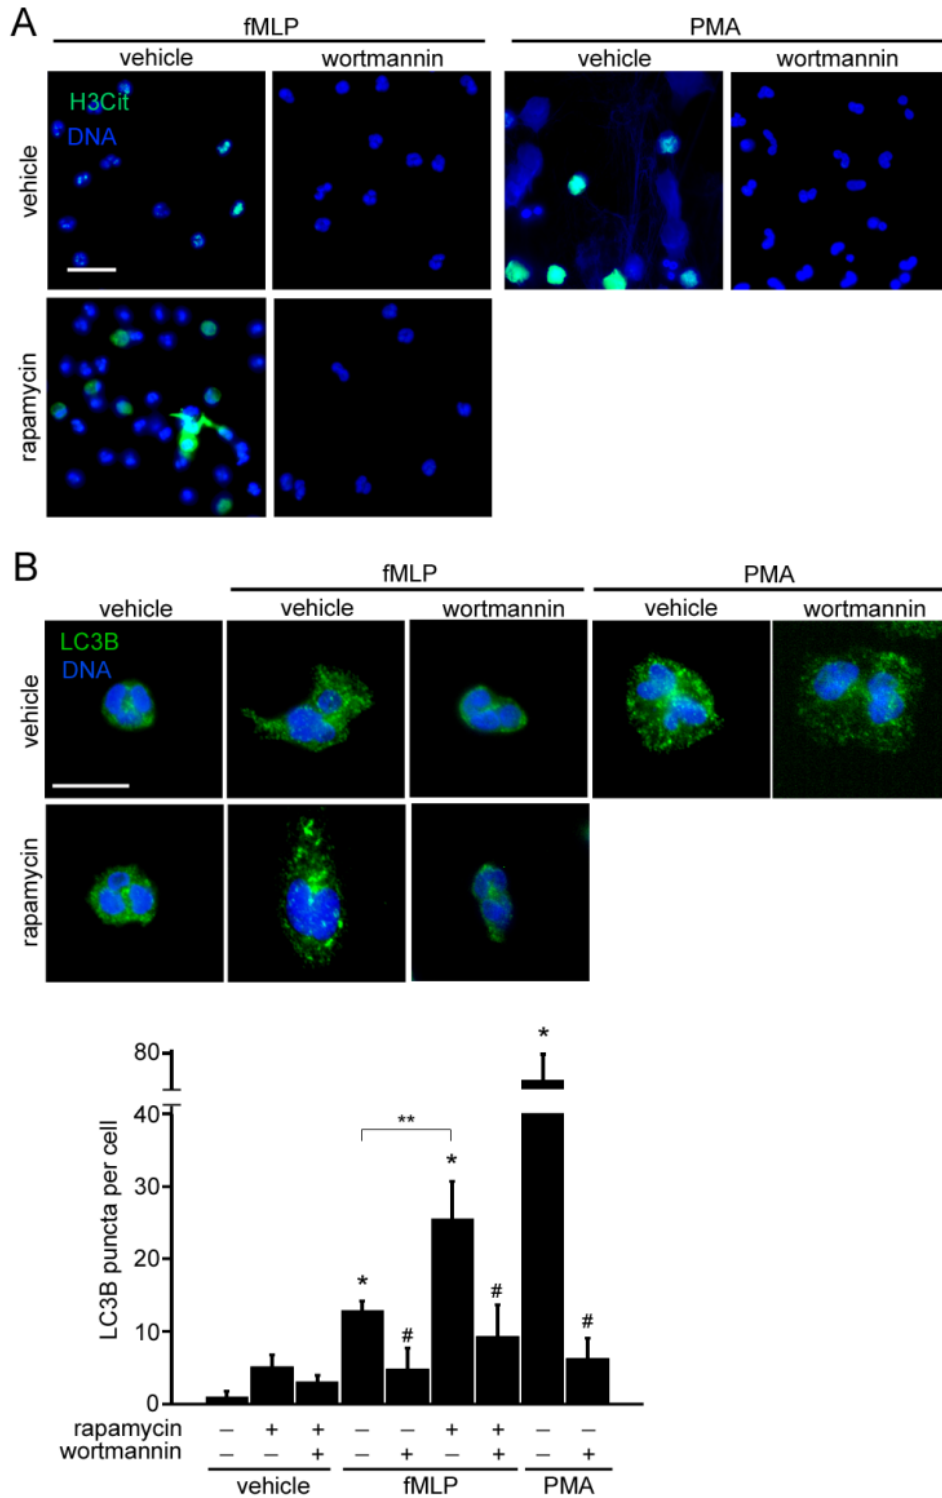 A
fMLP
PMA
vehicle
wortmannin
vehicle
wortmannin
H3Cit
DNA
vehicle
rapamycin
B
fMLP
PMA
vehicle
vehicle
wortmannin
vehicle
wortmannin
LC3B
DNA
vehicle
rapamycin
LC3B puncta per cell
80
40
30
20
10
0
*
**
*
*
#
#
#
rapamycin − + + − − + + − −
wortmannin − − + − + − + − +
vehicle fMLP PMA